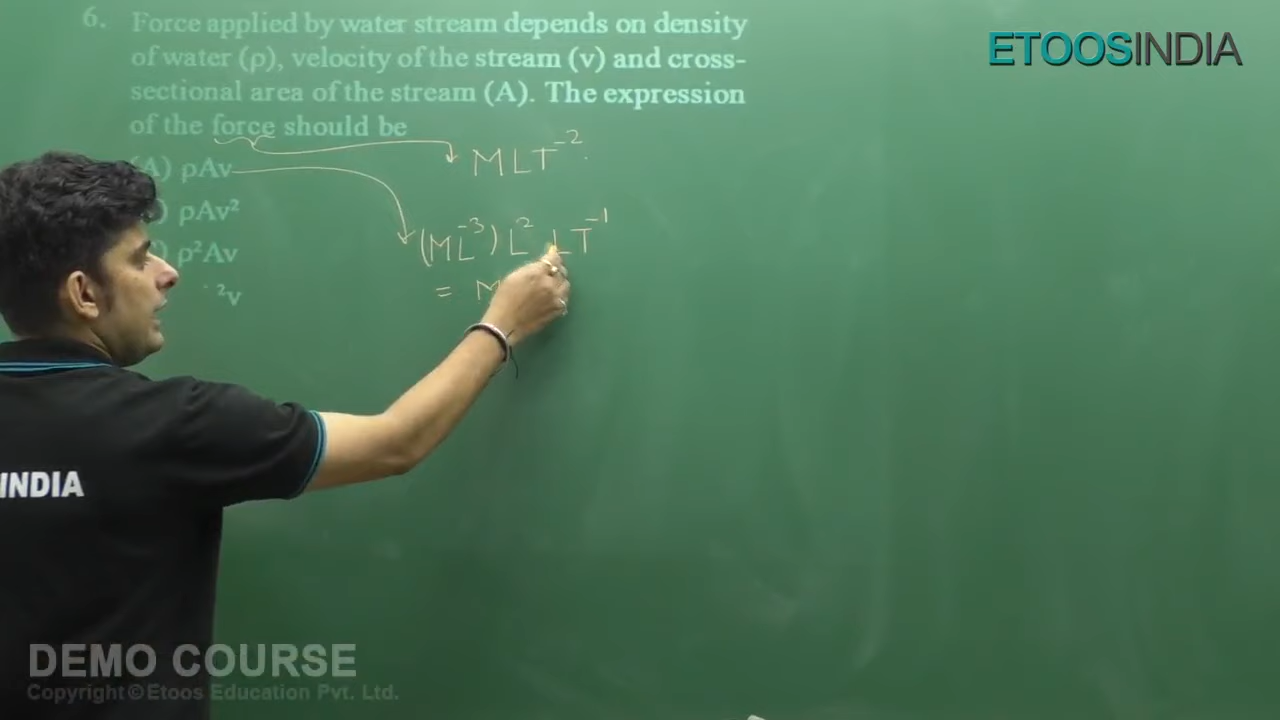 6. Force applied by water stream depends on density
of water (ρ), velocity of the stream (v) and cross-
sectional area of the stream (A). The expression
of the force should be
A) ρAv
) ρAv²
ρ²Av
²v
MLT⁻²
(ML⁻³) L² LT⁻¹
= M
ETOOSINDIA
INDIA
DEMO COURSE
Copyright©Etoos Education Pvt. Ltd.